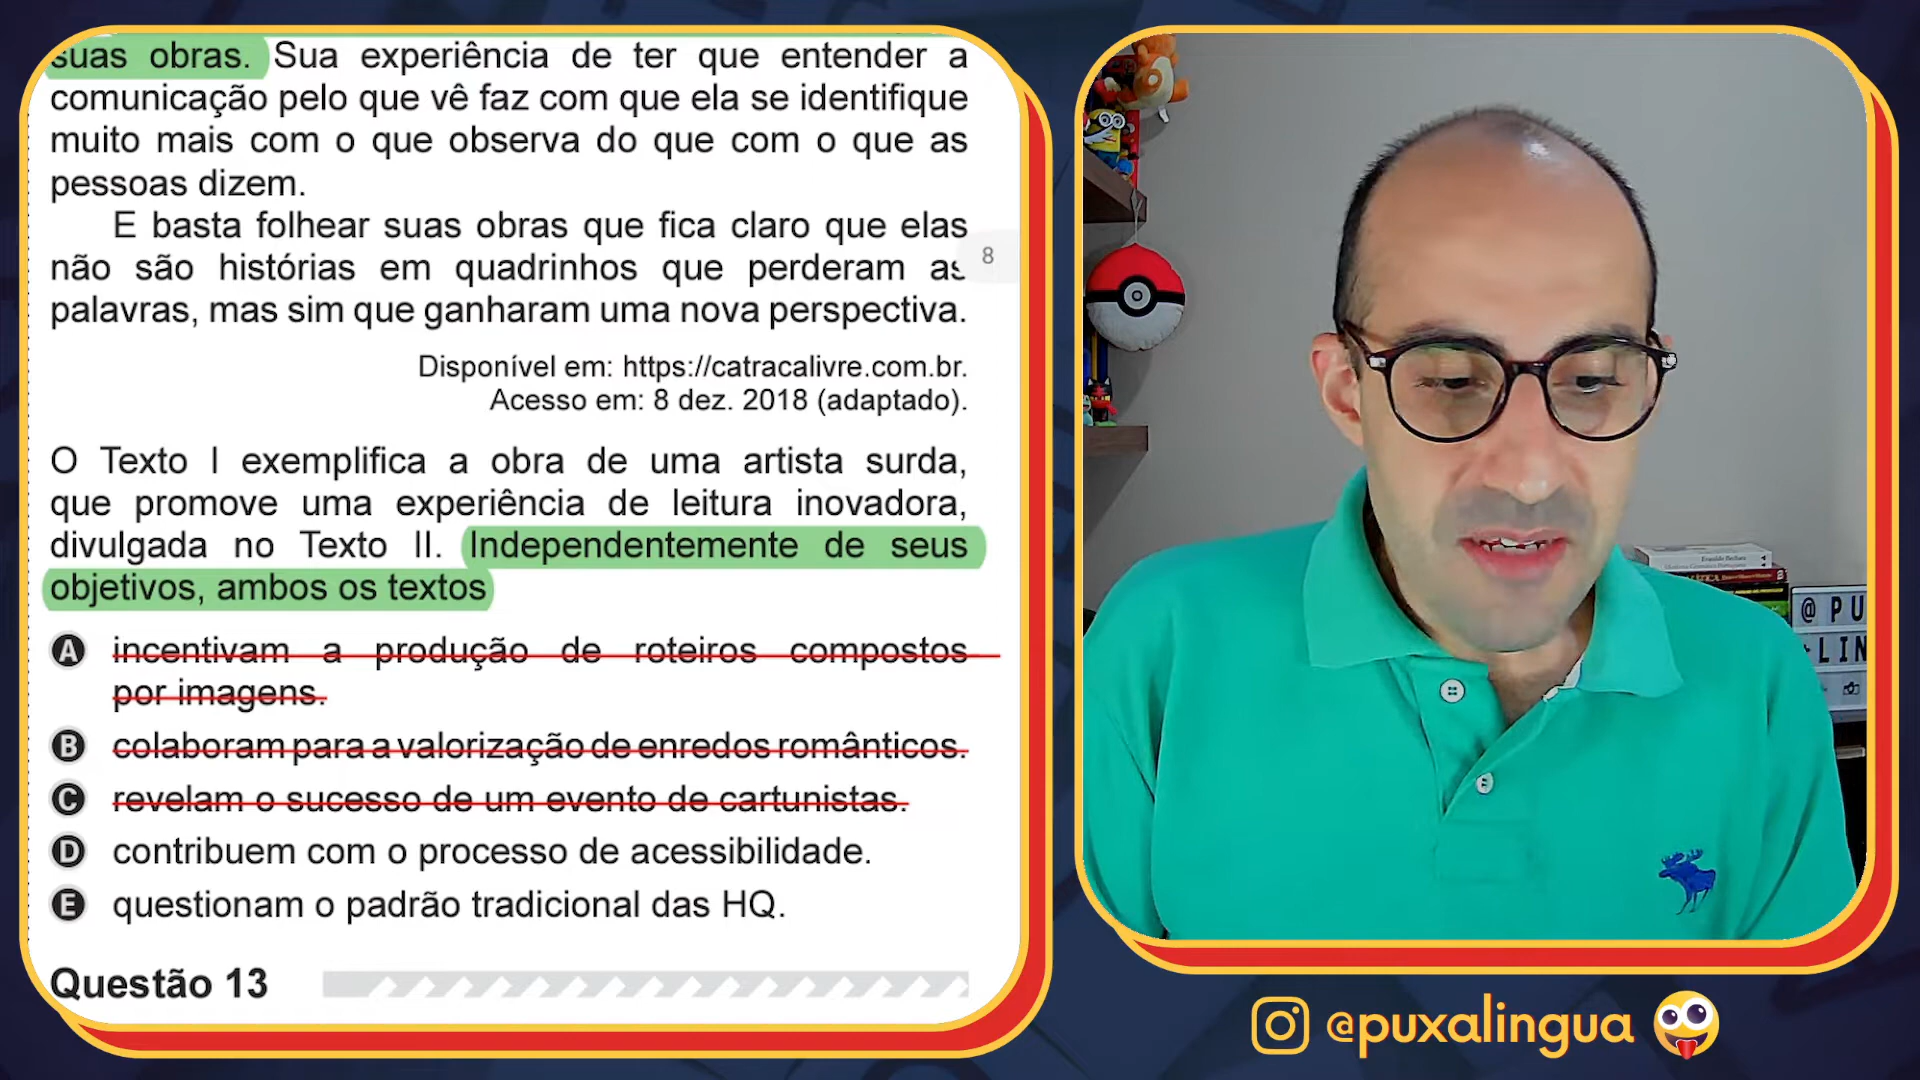 suas obras. Sua experiência de ter que entender a
comunicação pelo que vê faz com que ela se identifique
muito mais com o que observa do que com o que as
pessoas dizem.
E basta folhear suas obras que fica claro que elas
não são histórias em quadrinhos que perderam as
palavras, mas sim que ganharam uma nova perspectiva.
8
Disponível em: https://catracalivre.com.br.
Acesso em: 8 dez. 2018 (adaptado).
O Texto I exemplifica a obra de uma artista surda,
que promove uma experiência de leitura inovadora,
divulgada no Texto II. Independentemente de seus
objetivos, ambos os textos
A incentivam a produção de roteiros compostos
por imagens.
B colaboram para a valorização de enredos românticos.
C revelam o sucesso de um evento de cartunistas.
D contribuem com o processo de acessibilidade.
E questionam o padrão tradicional das HQ.
Questão 13
@ PU
LIN
@puxalingua